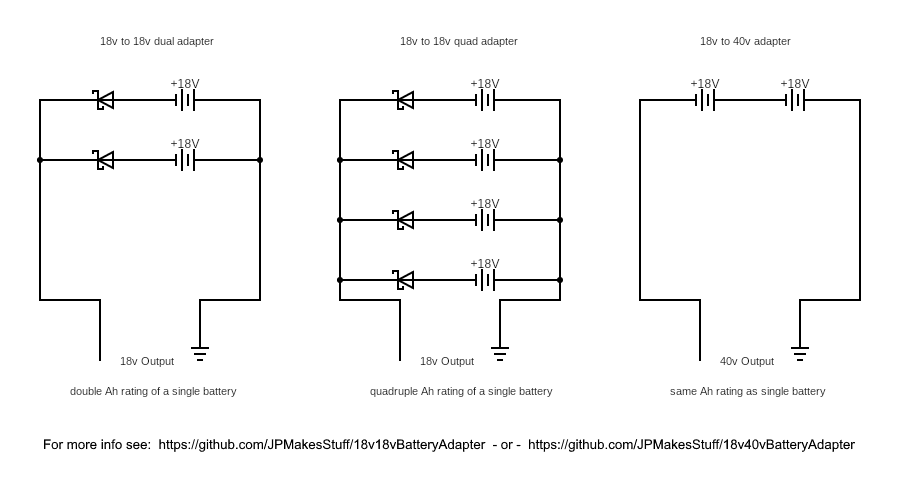 18v to 18v dual adapter
+18V
+18V
18v Output
double Ah rating of a single battery
18v to 18v quad adapter
+18V
+18V
+18V
+18V
18v Output
quadruple Ah rating of a single battery
18v to 40v adapter
+18V +18V
40v Output
same Ah rating as single battery
For more info see: https://github.com/JPMakesStuff/18v18vBatteryAdapter - or - https://github.com/JPMakesStuff/18v40vBatteryAdapter